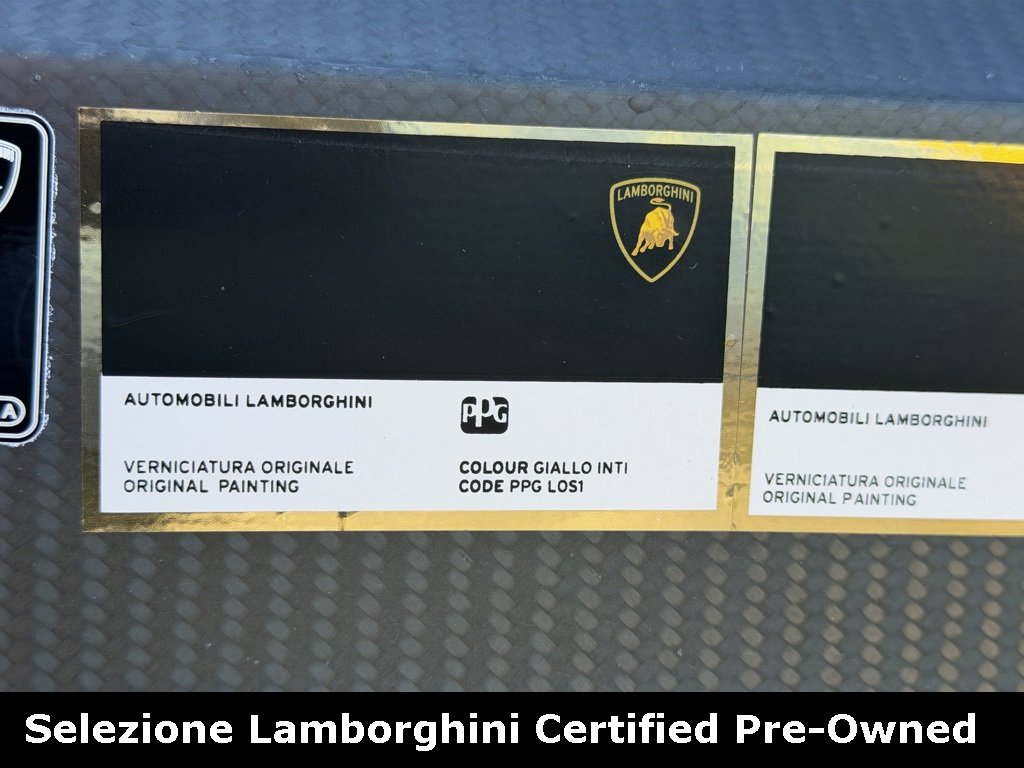 LAMBORGHINI
AUTOMOBILI LAMBORGHINI
PPG
VERNICIATURA ORIGINALE
ORIGINAL PAINTING
COLOUR GIALLO INTI
CODE PPG L0S1
AUTOMOBILI LAMBORGHINI
VERNICIATURA ORIGINALE
ORIGINAL PAINTING
A
Selezione Lamborghini Certified Pre-Owned